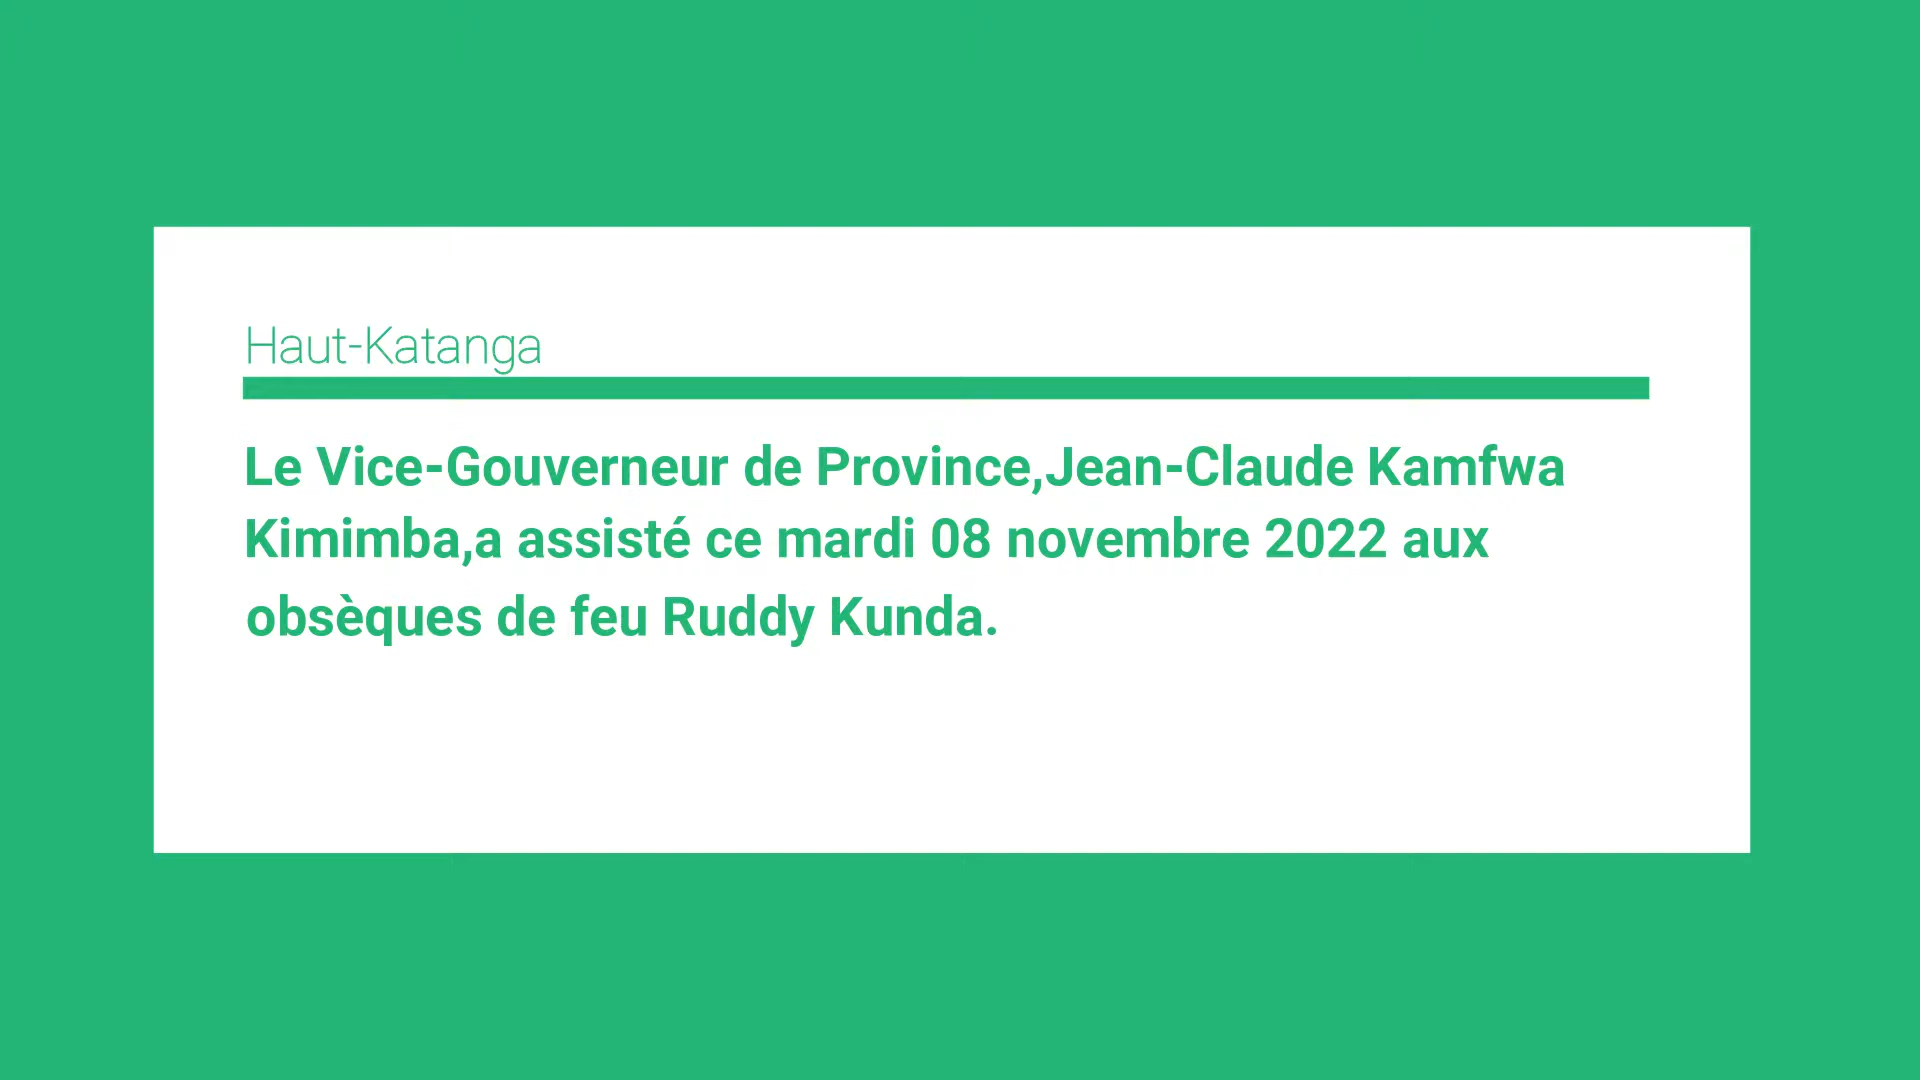 Haut-Katanga
Le Vice-Gouverneur de Province,Jean-Claude Kamfwa
Kimimba,a assisté ce mardi 08 novembre 2022 aux
obsèques de feu Ruddy Kunda.